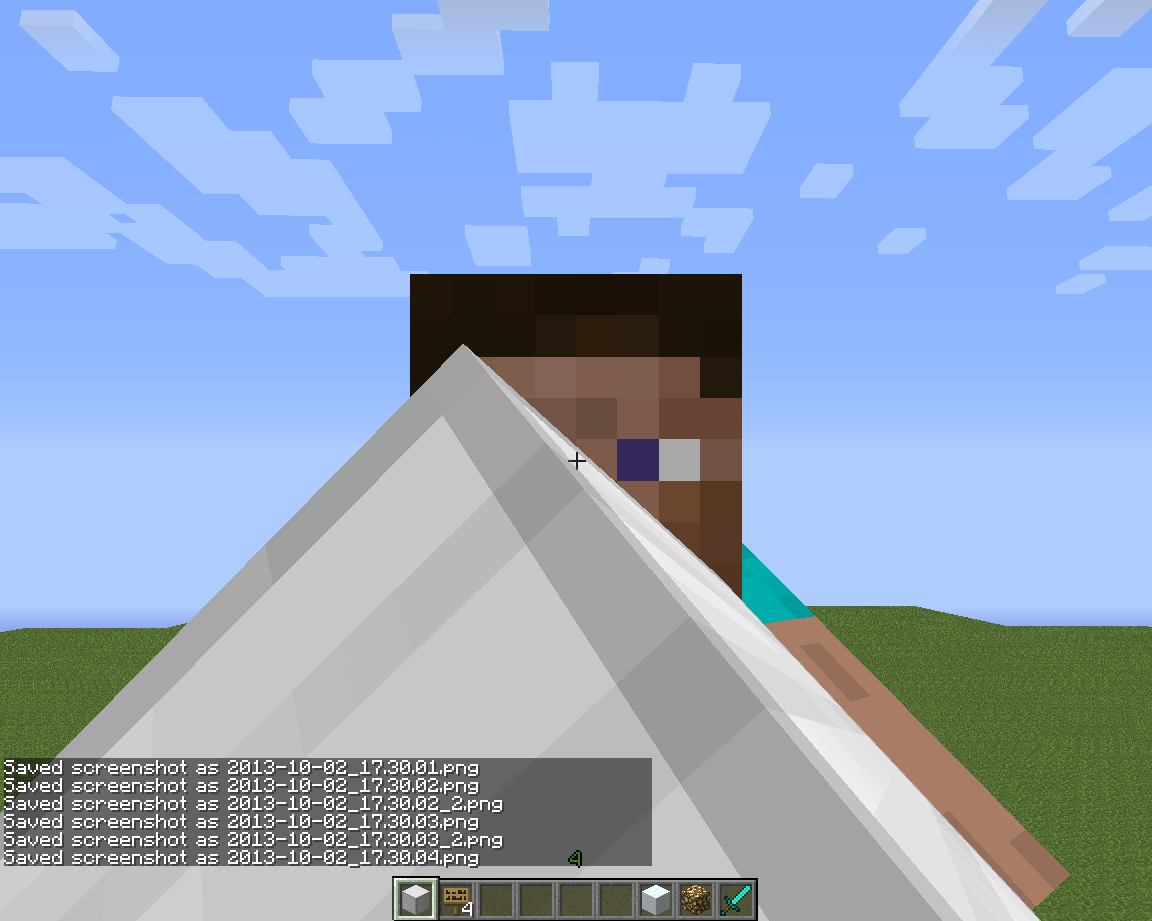 Saved screenshot as 2013-10-02_17.30.01.png
Saved screenshot as 2013-10-02_17.30.02.png
Saved screenshot as 2013-10-02_17.30.02_2.png
Saved screenshot as 2013-10-02_17.30.03.png
Saved screenshot as 2013-10-02_17.30.03_2.png
Saved screenshot as 2013-10-02_17.30.04.png
4
4